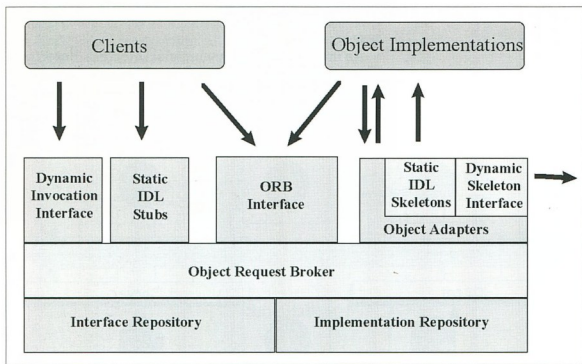 Clients
Object Implementations
Dynamic
Invocation
Interface
Static
IDL
Stubs
ORB
Interface
Static
IDL
Skeletons
Dynamic
Skeleton
Interface
Object Adapters
Object Request Broker
Interface Repository
Implementation Repository